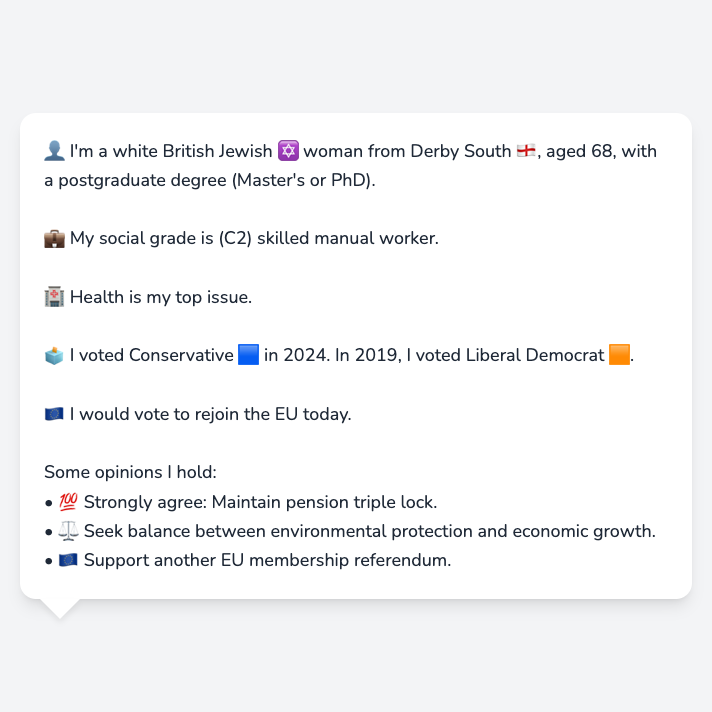 👤 I'm a white British Jewish ✡️ woman from Derby South 🏴󠁧󠁢󠁥󠁮󠁧󠁿, aged 68, with
a postgraduate degree (Master's or PhD).
💼 My social grade is (C2) skilled manual worker.
🏥 Health is my top issue.
🗳️ I voted Conservative 🟦 in 2024. In 2019, I voted Liberal Democrat 🟧.
🇪🇺 I would vote to rejoin the EU today.
Some opinions I hold:
• 💯 Strongly agree: Maintain pension triple lock.
• ⚖️ Seek balance between environmental protection and economic growth.
• 🇪🇺 Support another EU membership referendum.